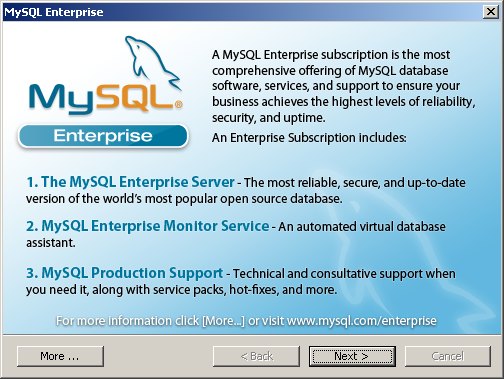 MySQL Enterprise
A MySQL Enterprise subscription is the most
comprehensive offering of MySQL database
software, services, and support to ensure your
business achieves the highest levels of reliability,
security, and uptime.
An Enterprise Subscription includes:
MySQL®
Enterprise
1. The MySQL Enterprise Server - The most reliable, secure, and up-to-date
version of the world's most popular open source database.
2. MySQL Enterprise Monitor Service - An automated virtual database
assistant.
3. MySQL Production Support - Technical and consultative support when
you need it, along with service packs, hot-fixes, and more.
For more information click [More...] or visit www.mysql.com/enterprise
More ...
< Back
Next >
Cancel